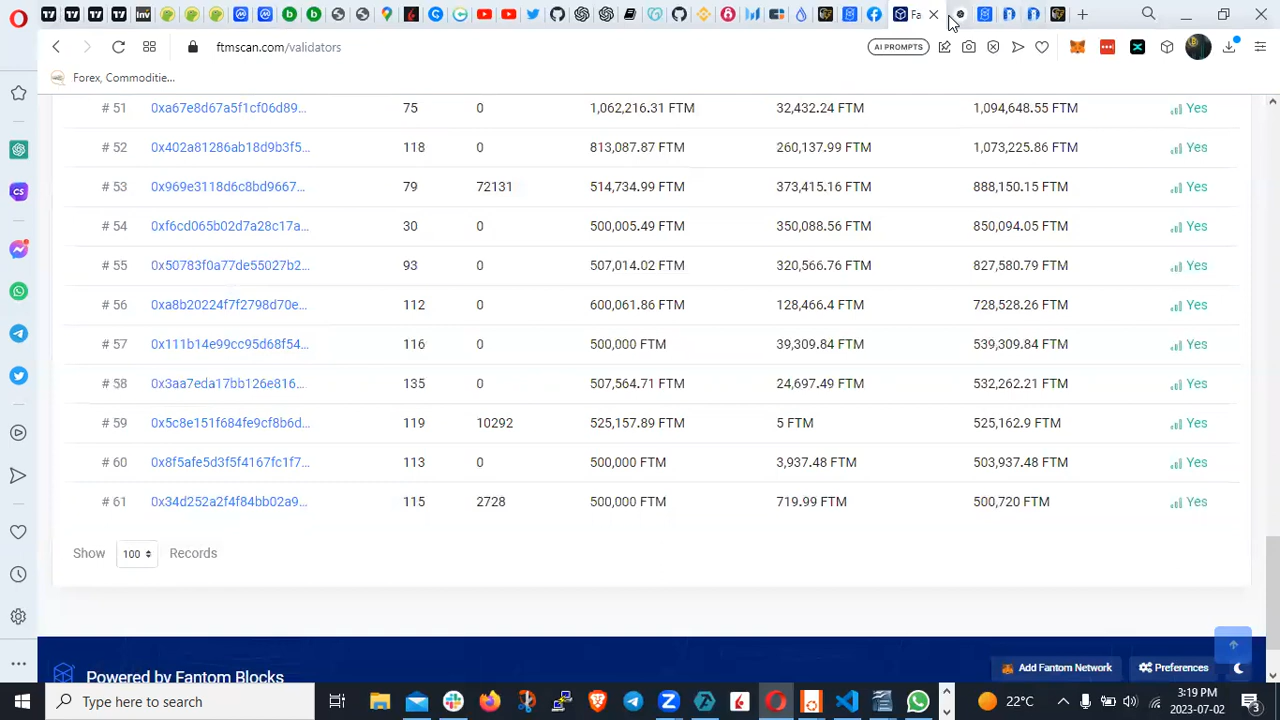 Inv
Fa
ftmscan.com/validators
AI PROMPTS
Forex, Commoditie...
# 51 0xa67e8d67a5f1cf06d89... 75 0 1,062,216.31 FTM 32,432.24 FTM 1,094,648.55 FTM Yes
# 52 0x402a81286ab18d9b3f5... 118 0 813,087.87 FTM 260,137.99 FTM 1,073,225.86 FTM Yes
# 53 0x969e3118d6c8bd9667... 79 72131 514,734.99 FTM 373,415.16 FTM 888,150.15 FTM Yes
# 54 0xf6cd065b02d7a28c17a... 30 0 500,005.49 FTM 350,088.56 FTM 850,094.05 FTM Yes
# 55 0x50783f0a77de55027b2... 93 0 507,014.02 FTM 320,566.76 FTM 827,580.79 FTM Yes
# 56 0xa8b20224f7f2798d70e... 112 0 600,061.86 FTM 128,466.4 FTM 728,528.26 FTM Yes
# 57 0x111b14e99cc95d68f54... 116 0 500,000 FTM 39,309.84 FTM 539,309.84 FTM Yes
# 58 0x3aa7eda17bb126e816... 135 0 507,564.71 FTM 24,697.49 FTM 532,262.21 FTM Yes
# 59 0x5c8e151f684fe9cf8b6d... 119 10292 525,157.89 FTM 5 FTM 525,162.9 FTM Yes
# 60 0x8f5afe5d3f5f4167fc1f7... 113 0 500,000 FTM 3,937.48 FTM 503,937.48 FTM Yes
# 61 0x34d252a2f4f84bb02a9... 115 2728 500,000 FTM 719.99 FTM 500,720 FTM Yes
Show 100 Records
Powered by Fantom Blocks
Add Fantom Network
Preferences
Type here to search
22°C
3:19 PM
2023-07-02
3